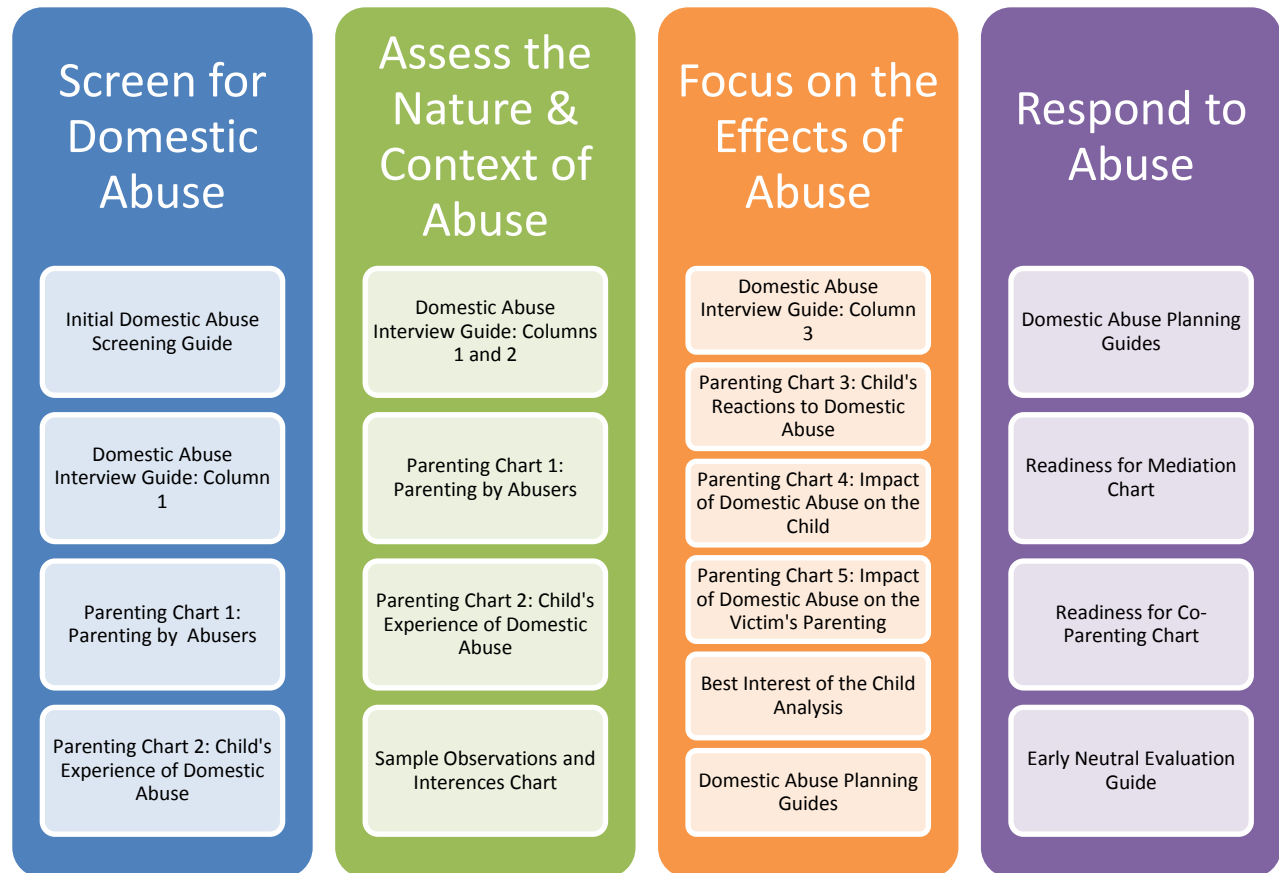 Screen for
Domestic
Abuse
Initial Domestic Abuse
Screening Guide
Domestic Abuse
Interview Guide: Column
1
Parenting Chart 1:
Parenting by Abusers
Parenting Chart 2: Child's
Experience of Domestic
Abuse
Assess the
Nature &
Context of
Abuse
Domestic Abuse
Interview Guide: Columns
1 and 2
Parenting Chart 1:
Parenting by Abusers
Parenting Chart 2: Child's
Experience of Domestic
Abuse
Sample Observations and
Interences Chart
Focus on the
Effects of
Abuse
Domestic Abuse
Interview Guide: Column
3
Parenting Chart 3: Child's
Reactions to Domestic
Abuse
Parenting Chart 4: Impact
of Domestic Abuse on the
Child
Parenting Chart 5: Impact
of Domestic Abuse on the
Victim's Parenting
Best Interest of the Child
Analysis
Domestic Abuse Planning
Guides
Respond to
Abuse
Domestic Abuse Planning
Guides
Readiness for Mediation
Chart
Readiness for Co-
Parenting Chart
Early Neutral Evaluation
Guide